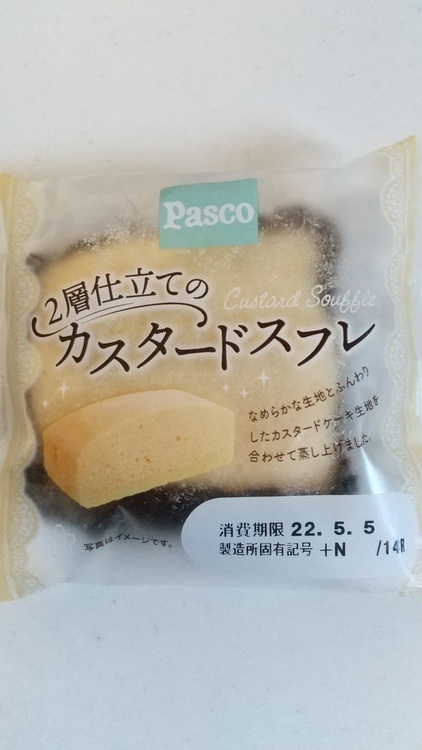 Pasco
2層仕立ての
Custard Souffle
カスタードスフレ
なめらかな生地とふんわり
したカスタードケーキ生地を
合わせて蒸し上げました。
写真はイメージです。
消費期限 22. 5. 5
製造所固有記号 +N /14R